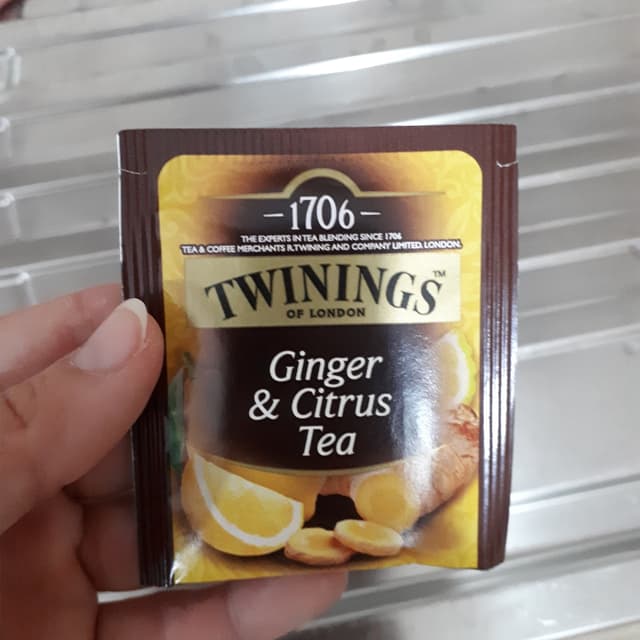 -1706-
THE EXPERTS IN TEA BLENDING SINCE 1706
TEA & COFFEE MERCHANTS R.TWINING AND COMPANY LIMITED. LONDON.
TWININGS™
OF LONDON
Ginger
& Citrus
Tea